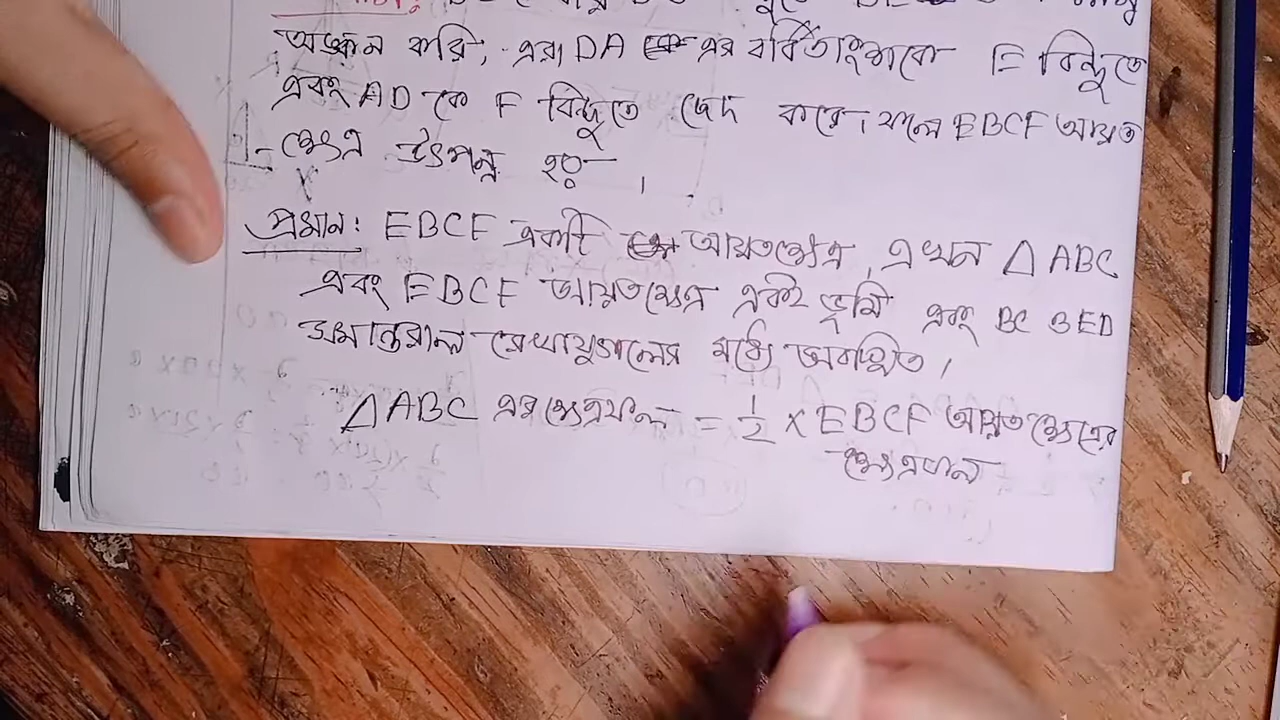 অঙ্কন করি, এরা DA এর বর্ধিতাংশকে E বিন্দুতে
এবং AD কে F বিন্দুতে ছেদ করে। ফলে EBCF আয়ত
ক্ষেত্র উৎপন্ন হয় ।
প্রমান: EBCF একটি আয়তক্ষেত্র, এখন △ ABC
এবং EBCF আয়তক্ষেত্র একই ভূমি এবং BC ও ED
সমান্তরাল রেখাযুগলের মধ্যে অবস্থিত।
△ABC এর ক্ষেত্রফল = 1/2 × EBCF আয়তক্ষেত্রের
ক্ষেত্রফল